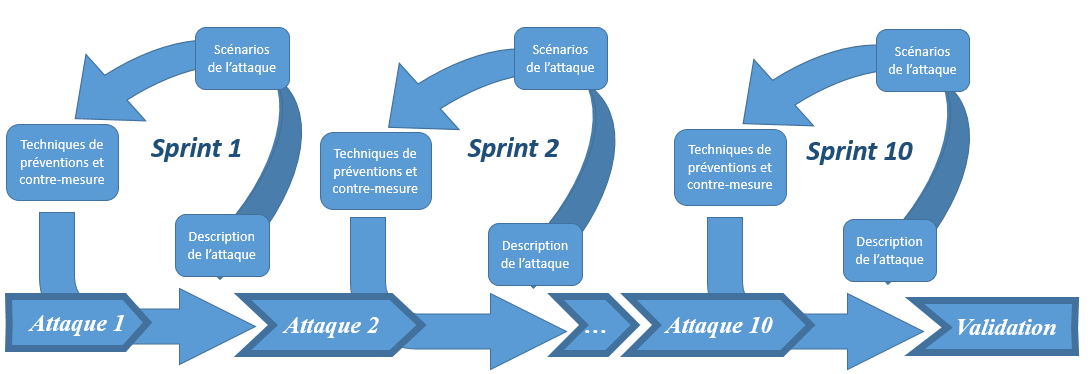 Scénarios
de l'attaque
Techniques de
préventions et
contre-mesure
Sprint 1
Description
de l'attaque
Attaque 1
Scénarios
de l'attaque
Techniques de
préventions et
contre-mesure
Sprint 2
Description
de l'attaque
Attaque 2
...
Scénarios
de l'attaque
Techniques de
préventions et
contre-mesure
Sprint 10
Description
de l'attaque
Attaque 10
Validation